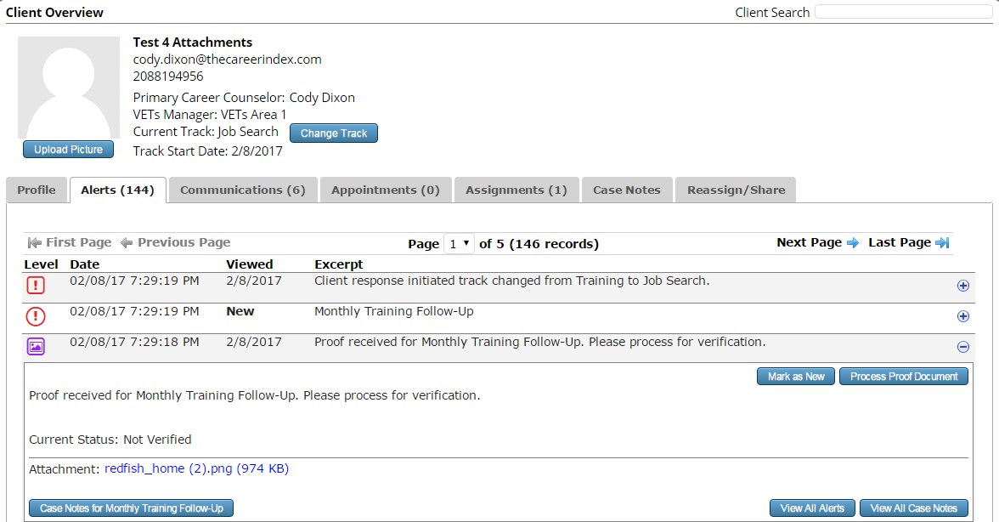 Client Overview
Client Search
Test 4 Attachments
cody.dixon@thecareerindex.com
2088194956
Primary Career Counselor: Cody Dixon
VETs Manager: VETs Area 1
Current Track: Job Search Change Track
Upload Picture
Track Start Date: 2/8/2017
Profile Alerts (144) Communications (6) Appointments (0) Assignments (1) Case Notes Reassign/Share
First Page Previous Page Page 1 of 5 (146 records) Next Page Last Page
Level Date Viewed Excerpt
02/08/17 7:29:19 PM 2/8/2017 Client response initiated track changed from Training to Job Search.
02/08/17 7:29:19 PM New Monthly Training Follow-Up
02/08/17 7:29:18 PM 2/8/2017 Proof received for Monthly Training Follow-Up. Please process for verification.
Mark as New Process Proof Document
Proof received for Monthly Training Follow-Up. Please process for verification.
Current Status: Not Verified
Attachment: redfish_home (2).png (974 KB)
Case Notes for Monthly Training Follow-Up View All Alerts View All Case Notes